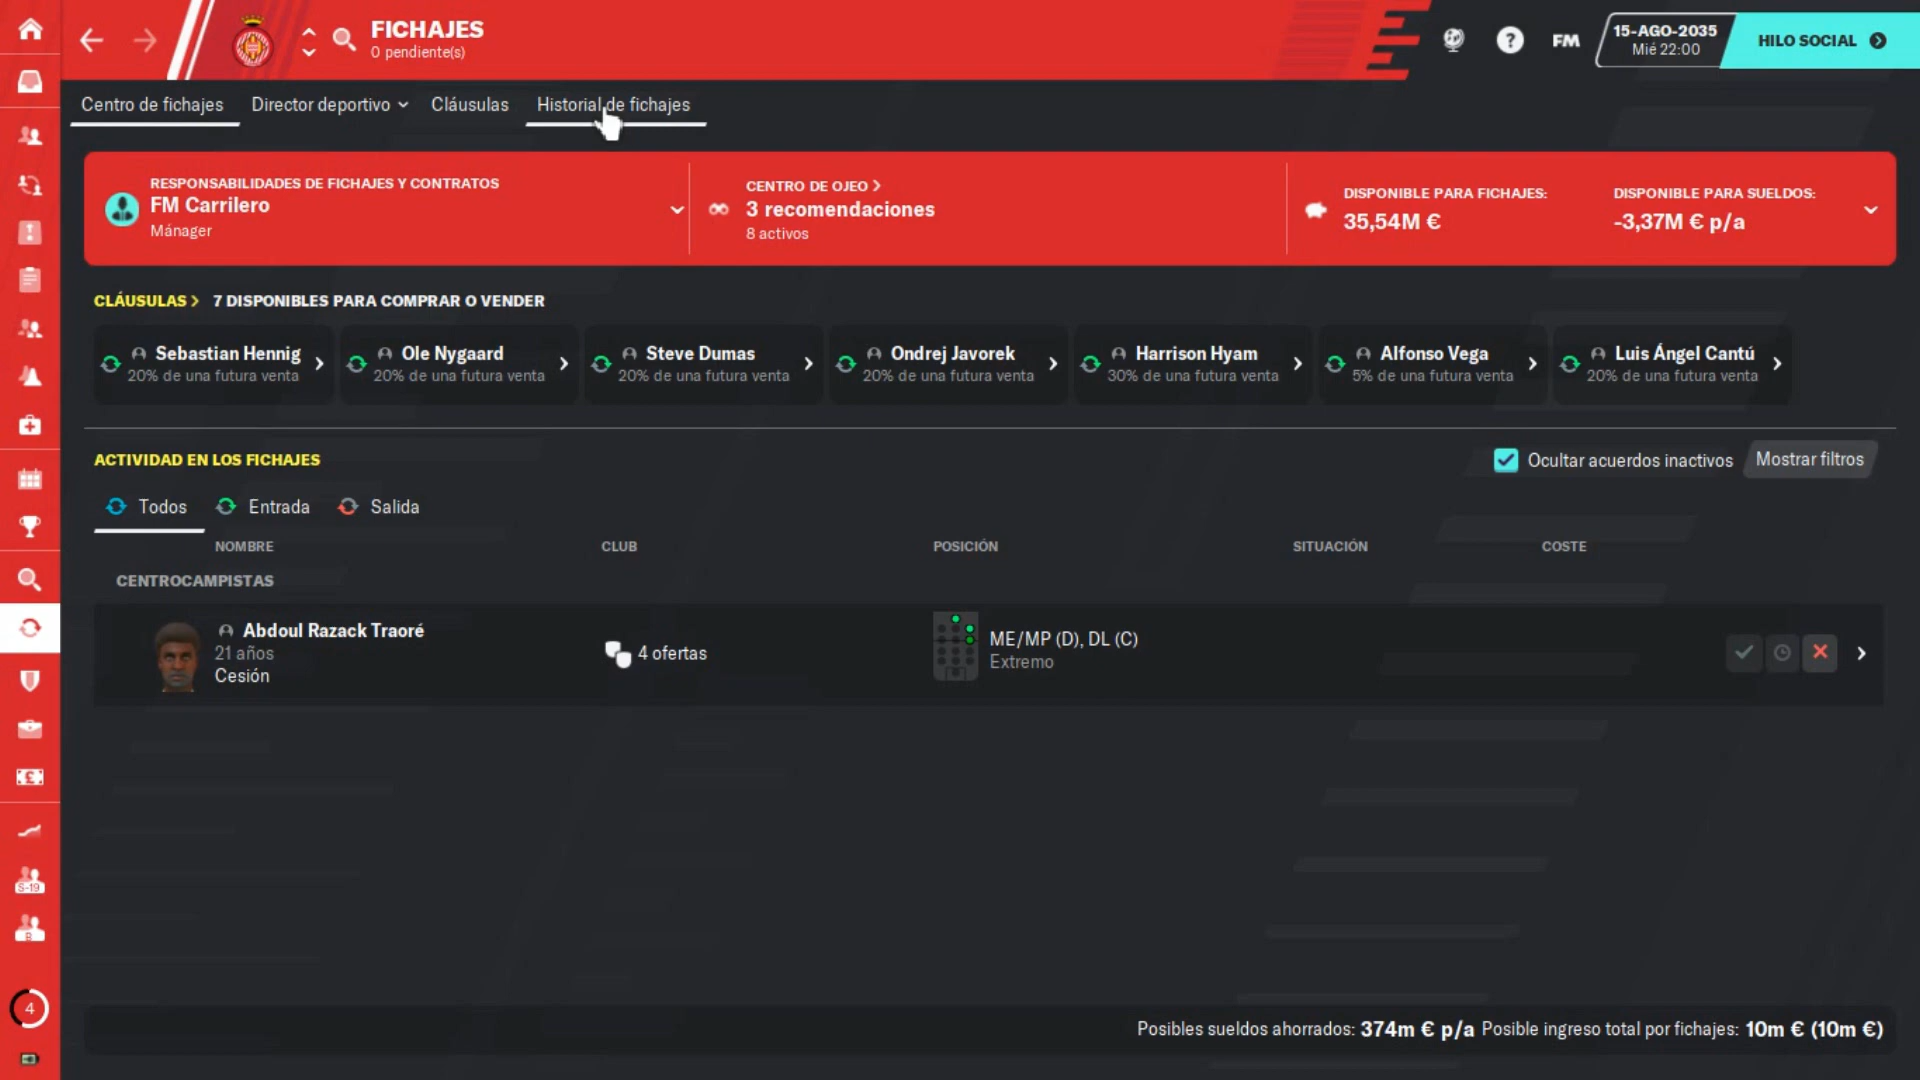 FICHAJES
0 pendiente(s)
FM
15-AGO-2035
Mié 22:00
HILO SOCIAL
Centro de fichajes
Director deportivo
Cláusulas
Historial de fichajes
RESPONSABILIDADES DE FICHAJES Y CONTRATOS
FM Carrilero
Mánager
CENTRO DE OJEO
3 recomendaciones
8 activos
DISPONIBLE PARA FICHAJES:
35,54M €
DISPONIBLE PARA SUELDOS:
-3,37M € p/a
CLÁUSULAS
7 DISPONIBLES PARA COMPRAR O VENDER
Sebastian Hennig
20% de una futura venta
Ole Nygaard
20% de una futura venta
Steve Dumas
20% de una futura venta
Ondrej Javorek
20% de una futura venta
Harrison Hyam
30% de una futura venta
Alfonso Vega
5% de una futura venta
Luis Ángel Cantú
20% de una futura venta
ACTIVIDAD EN LOS FICHAJES
Ocultar acuerdos inactivos
Mostrar filtros
Todos
Entrada
Salida
NOMBRE
CLUB
POSICIÓN
SITUACIÓN
COSTE
CENTROCAMPISTAS
Abdoul Razack Traoré
21 años
Cesión
4 ofertas
ME/MP (D), DL (C)
Extremo
S-19
B
4
Posibles sueldos ahorrados: 374m € p/a Posible ingreso total por fichajes: 10m € (10m €)